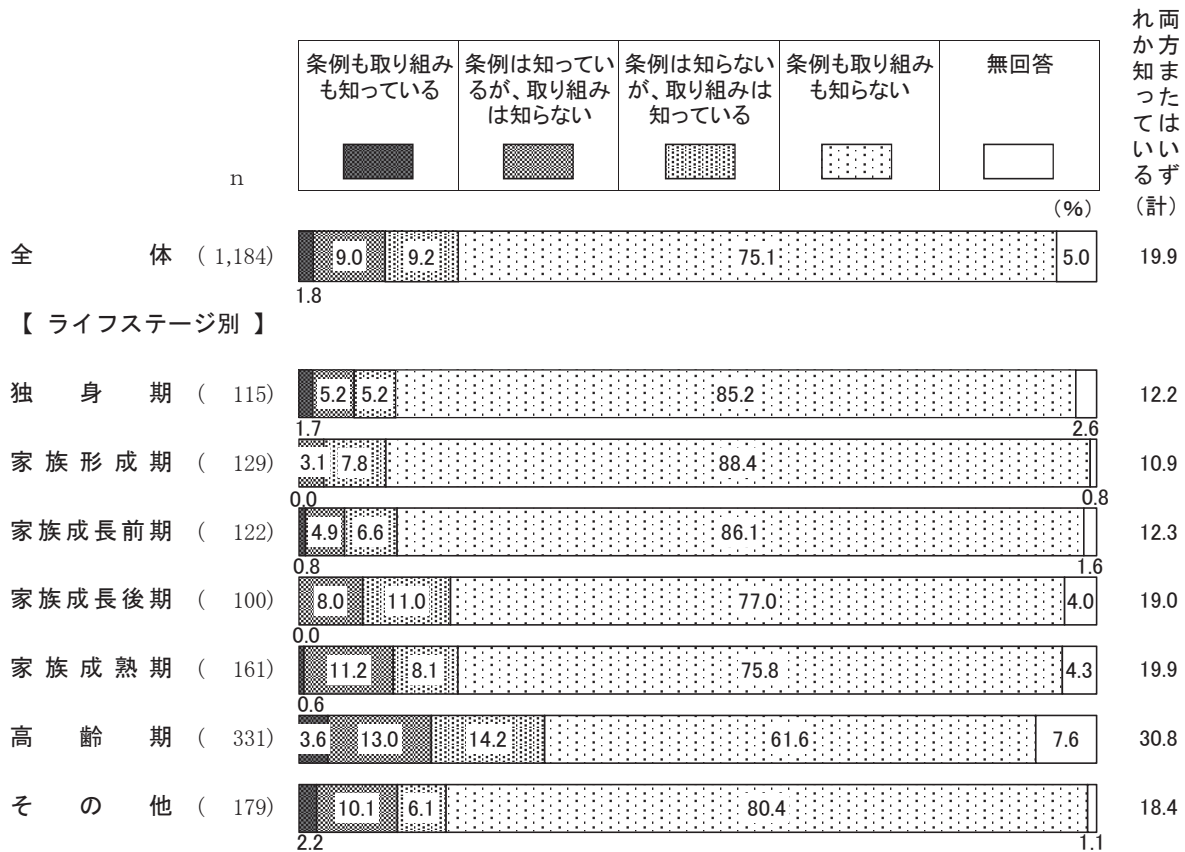 両方またはいず
れか知っている
(計)
条例も取り組み
も知っている
条例は知ってい
るが、取り組み
は知らない
条例は知らない
が、取り組みは
知っている
条例も取り組み
も知らない
無回答
n
(%)
全体 (1,184) 9.0 9.2 75.1 5.0 19.9
1.8
【 ライフステージ別 】
独身期 ( 115) 5.2 5.2 85.2 12.2
1.7 2.6
家族形成期 ( 129) 3.1 7.8 88.4 10.9
0.0 0.8
家族成長前期 ( 122) 4.9 6.6 86.1 12.3
0.8 1.6
家族成長後期 ( 100) 8.0 11.0 77.0 4.0 19.0
0.0
家族成熟期 ( 161) 11.2 8.1 75.8 4.3 19.9
0.6
高齢期 ( 331) 3.6 13.0 14.2 61.6 7.6 30.8
その他 ( 179) 10.1 6.1 80.4 18.4
2.2 1.1